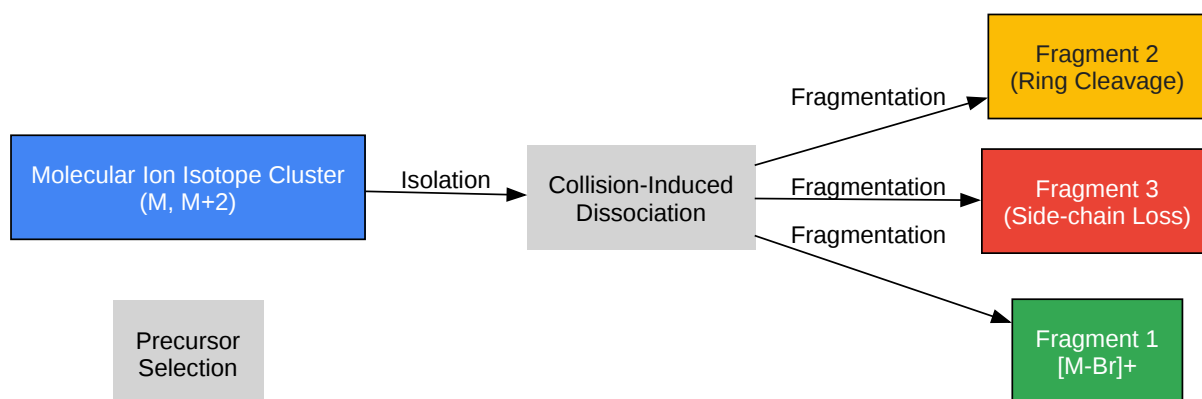 Molecular Ion Isotope Cluster
(M, M+2)
Isolation
Collision-Induced
Dissociation
Fragmentation
Fragment 2
(Ring Cleavage)
Fragmentation
Fragment 3
(Side-chain Loss)
Fragmentation
Fragment 1
[M-Br]+
Precursor
Selection